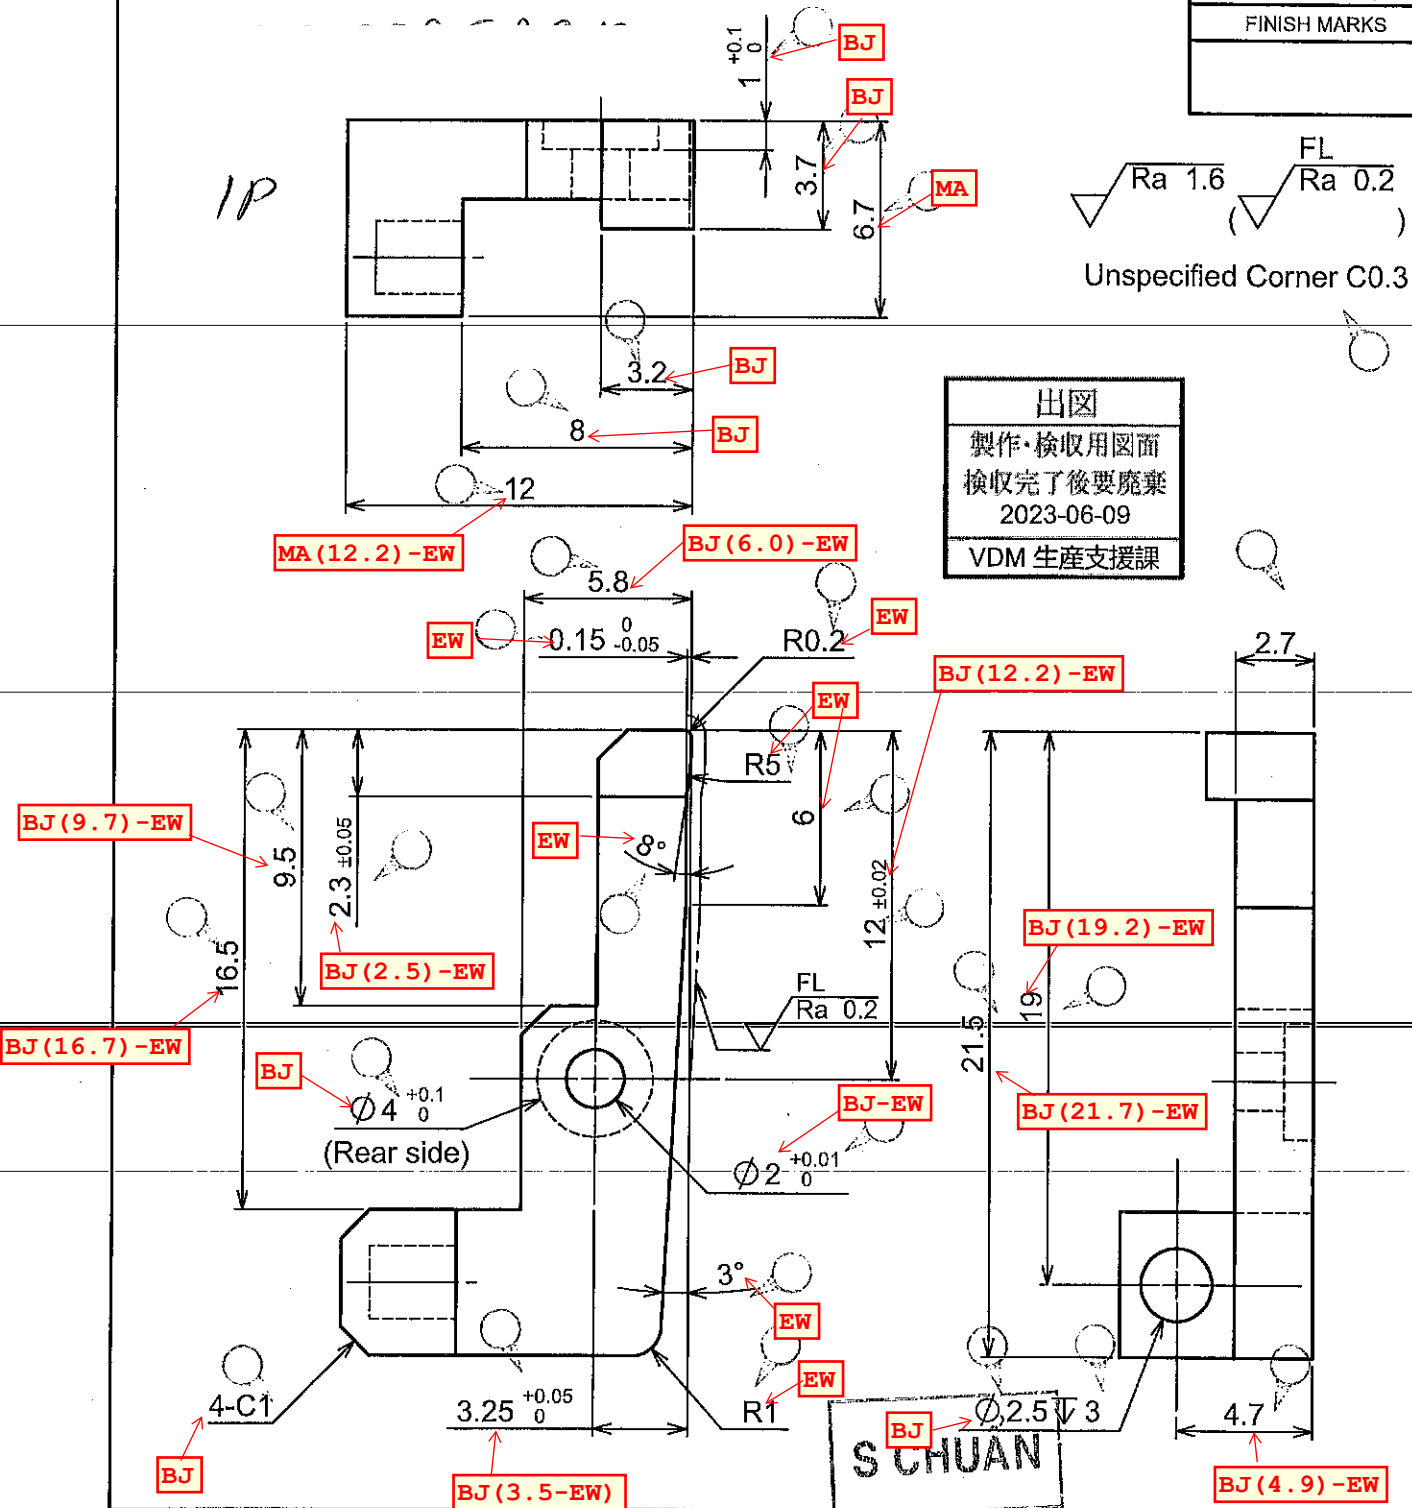 FINISH MARKS
+0.1
0
1
BJ
BJ
3.7
6.7
MA
1P
Ra 1.6
FL
Ra 0.2
( )
Unspecified Corner C0.3
3.2
BJ
8
BJ
12
MA(12.2)-EW
出図
製作・検収用図面
検収完了後要廃棄
2023-06-09
VDM 生産支援課
BJ(6.0)-EW
5.8
EW
0.15 0 -0.05
R0.2
EW
BJ(12.2)-EW
2.7
EW
R5
6
BJ(9.7)-EW
9.5
2.3 ±0.05
EW
8°
12 ±0.02
BJ(19.2)-EW
19
16.5
BJ(2.5)-EW
FL
Ra 0.2
21.5
BJ(16.7)-EW
BJ
Ø4 +0.1 0
(Rear side)
BJ-EW
Ø2 +0.01 0
BJ(21.7)-EW
3°
EW
EW
4-C1
BJ
3.25 +0.05 0
BJ(3.5-EW)
R1
BJ
Ø2.5 ↧ 3
S CHUAN
4.7
BJ(4.9)-EW